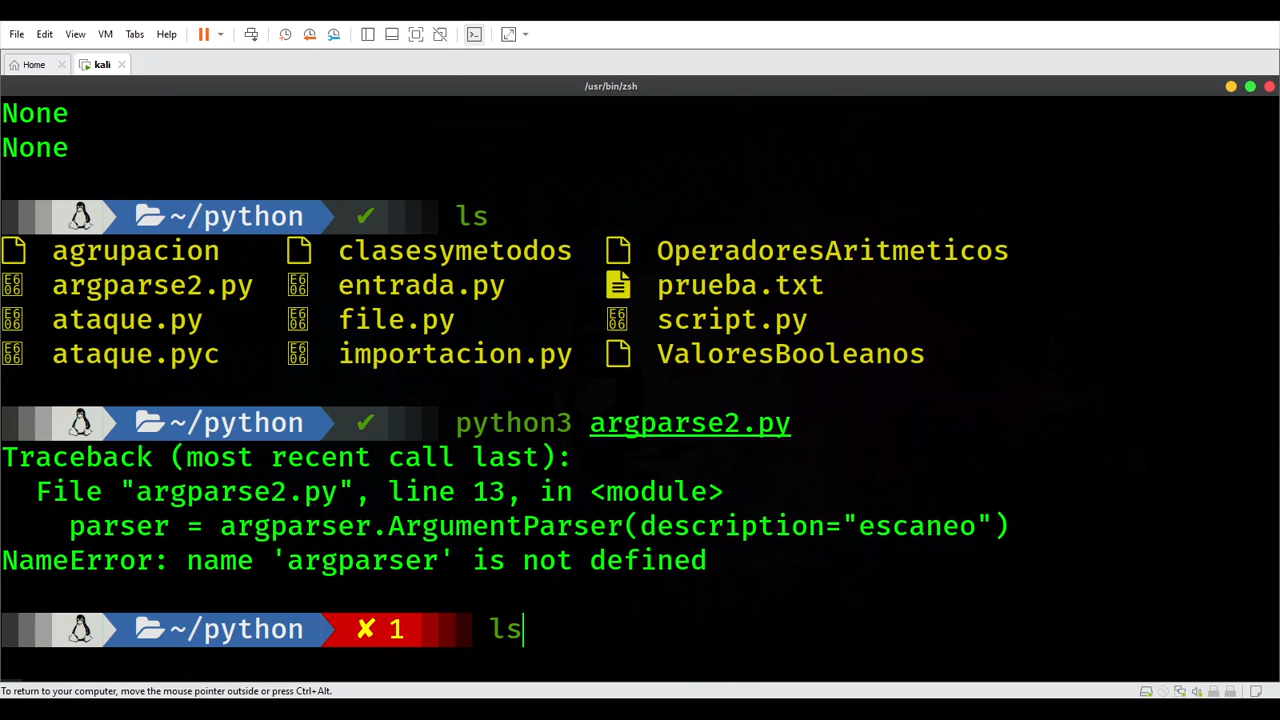 File Edit View VM Tabs Help
Home kali
/usr/bin/zsh
None
None
~/python ✔ ls
agrupacion clasesymetodos OperadoresAritmeticos
argparse2.py entrada.py prueba.txt
ataque.py file.py script.py
ataque.pyc importacion.py ValoresBooleanos
~/python ✔ python3 argparse2.py
Traceback (most recent call last):
File "argparse2.py", line 13, in <module>
parser = argparser.ArgumentParser(description="escaneo")
NameError: name 'argparser' is not defined
~/python ✘ 1 ls
To return to your computer, move the mouse pointer outside or press Ctrl+Alt.